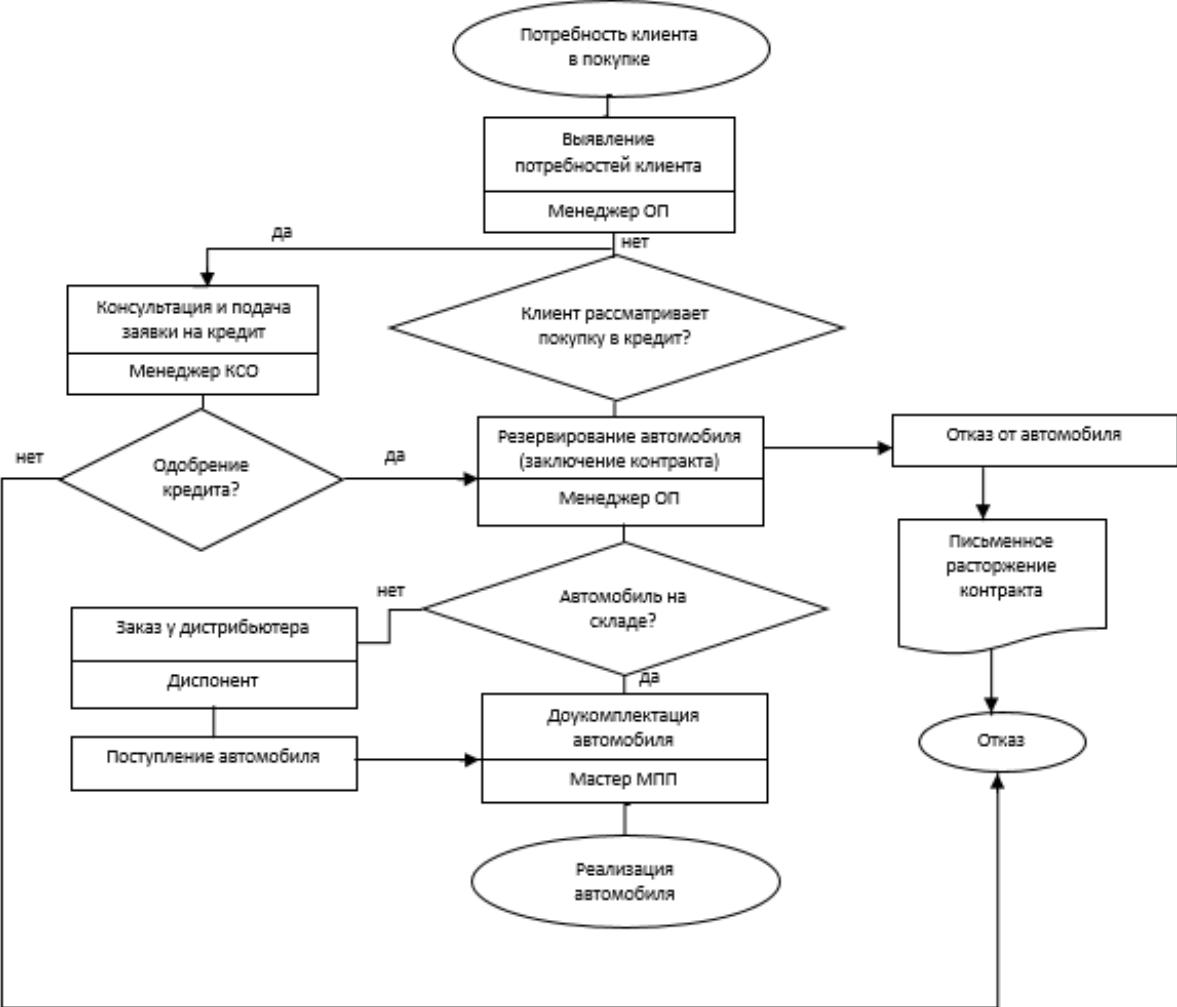 Потребность клиента
в покупке
Выявление
потребностей клиента
Менеджер ОП
да
нет
Консультация и подача
заявки на кредит
Менеджер КСО
Клиент рассматривает
покупку в кредит?
нет
Одобрение
кредита?
да
Резервирование автомобиля
(заключение контракта)
Менеджер ОП
Отказ от автомобиля
Письменное
расторжение
контракта
нет
Автомобиль на
складе?
Заказ у дистрибьютера
Диспонент
да
Доукомплектация
автомобиля
Мастер МПП
Поступление автомобиля
Отказ
Реализация
автомобиля